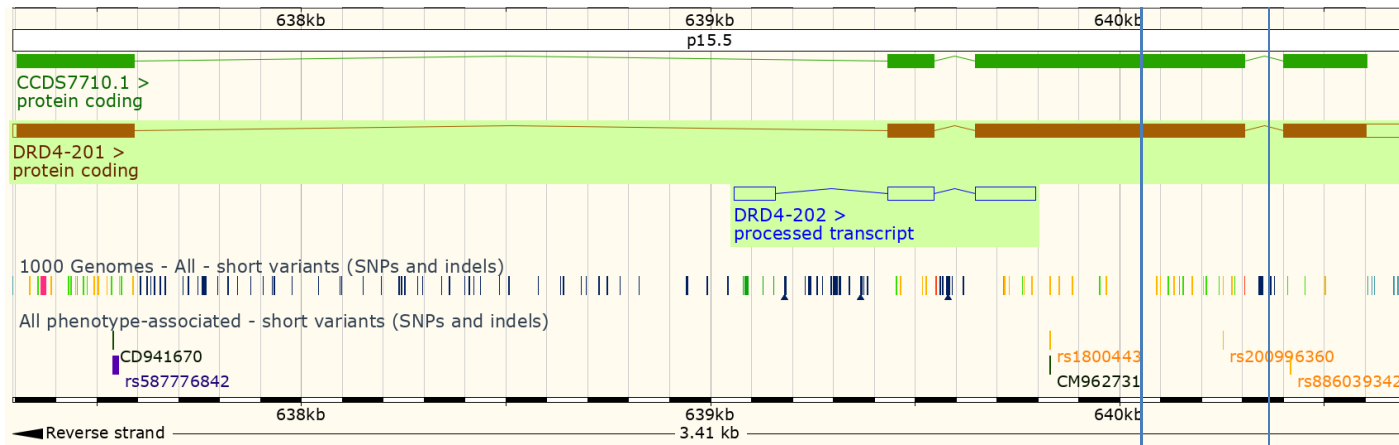 638kb 639kb 640kb
p15.5
CCDS7710.1 >
protein coding
DRD4-201 >
protein coding
DRD4-202 >
processed transcript
1000 Genomes - All - short variants (SNPs and indels)
All phenotype-associated - short variants (SNPs and indels)
CD941670 rs1800443 rs200996360
rs587776842 CM962731 rs886039342
638kb 639kb 640kb
Reverse strand 3.41 kb